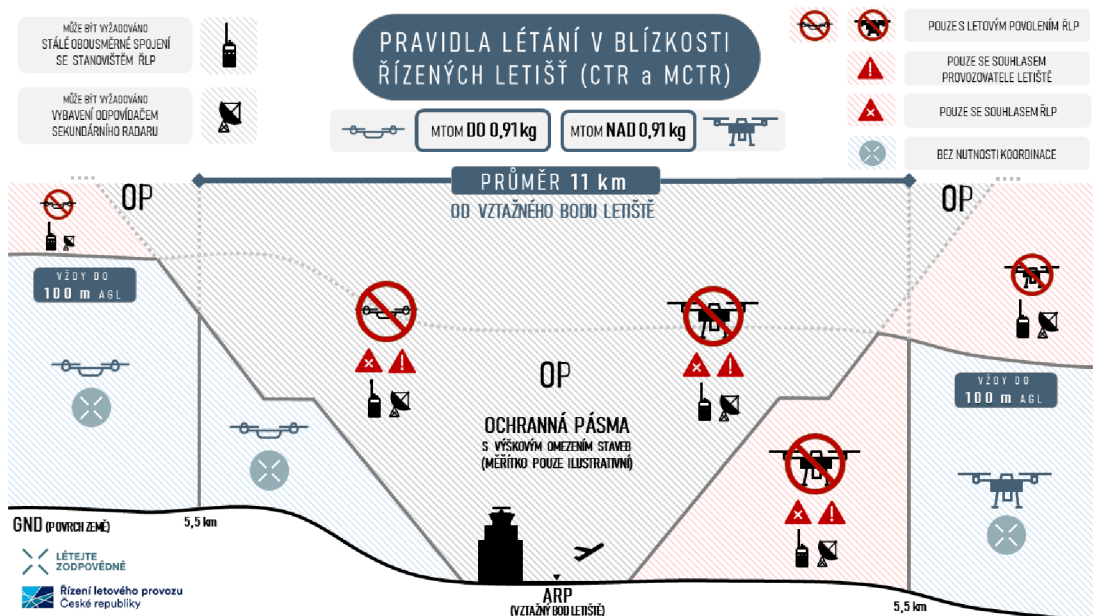 MŮŽE BÝT VYŽADOVÁNO
STÁLÉ OBOUSMĚRNÉ SPOJENÍ
SE STANOVIŠTĚM ŘLP
MŮŽE BÝT VYŽADOVÁNO
VYBAVENÍ ODPOVÍDAČEM
SEKUNDÁRNÍHO RADARU
PRAVIDLA LÉTÁNÍ V BLÍZKOSTI
ŘÍZENÝCH LETIŠŤ (CTR a MCTR)
MTOM DO 0,91 kg
MTOM NAD 0,91 kg
POUZE S LETOVÝM POVOLENÍM ŘLP
POUZE SE SOUHLASEM
PROVOZOVATELE LETIŠTĚ
POUZE SE SOUHLASEM ŘLP
BEZ NUTNOSTI KOORDINACE
PRŮMĚR 11 km
OD VZTAŽNÉHO BODU LETIŠTĚ
OP
OP
VŽDY DO
100 m AGL
OP
VŽDY DO
100 m AGL
OCHRANNÁ PÁSMA
S VÝŠKOVÝM OMEZENÍM STAVEB
(MĚŘÍTKO POUZE ILUSTRATIVNÍ)
GND (POVRCH ZEMĚ)
5,5 km
LÉTEJTE
ZODPOVĚDNĚ
Řízení letového provozu
České republiky
ARP
(VZTAŽNÝ BOD LETIŠTĚ)
5,5 km